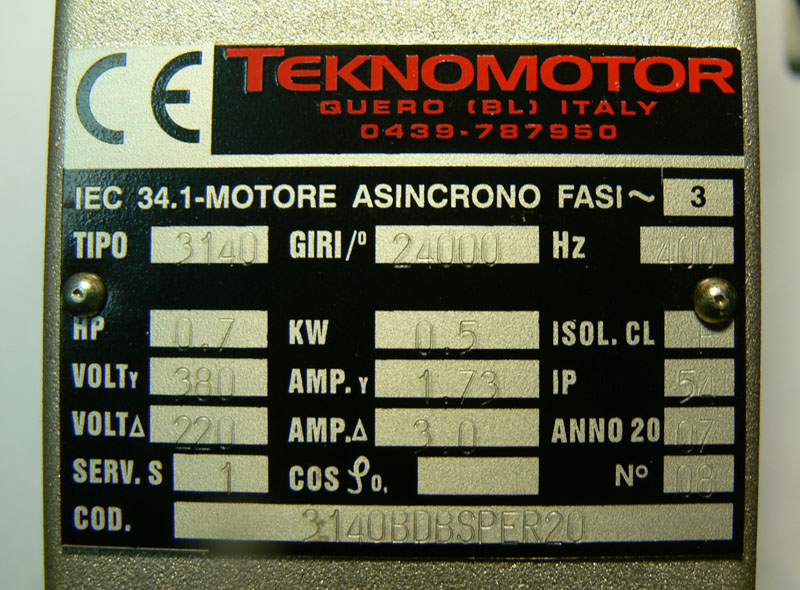 CE TEKNOMOTOR
QUERO (BL) ITALY
0439-787950
IEC 34.1-MOTORE ASINCRONO FASI~ 3
TIPO 3140 GIRI/° 24000 Hz 400
HP 0.7 KW 0.5 ISOL. CL F
VOLTY 380 AMP.Y 1.73 IP 54
VOLTΔ 220 AMP.Δ 3.0 ANNO 20 07
SERV. S 1 COS φ 0, N° 08
COD. 3140BDBSPER20